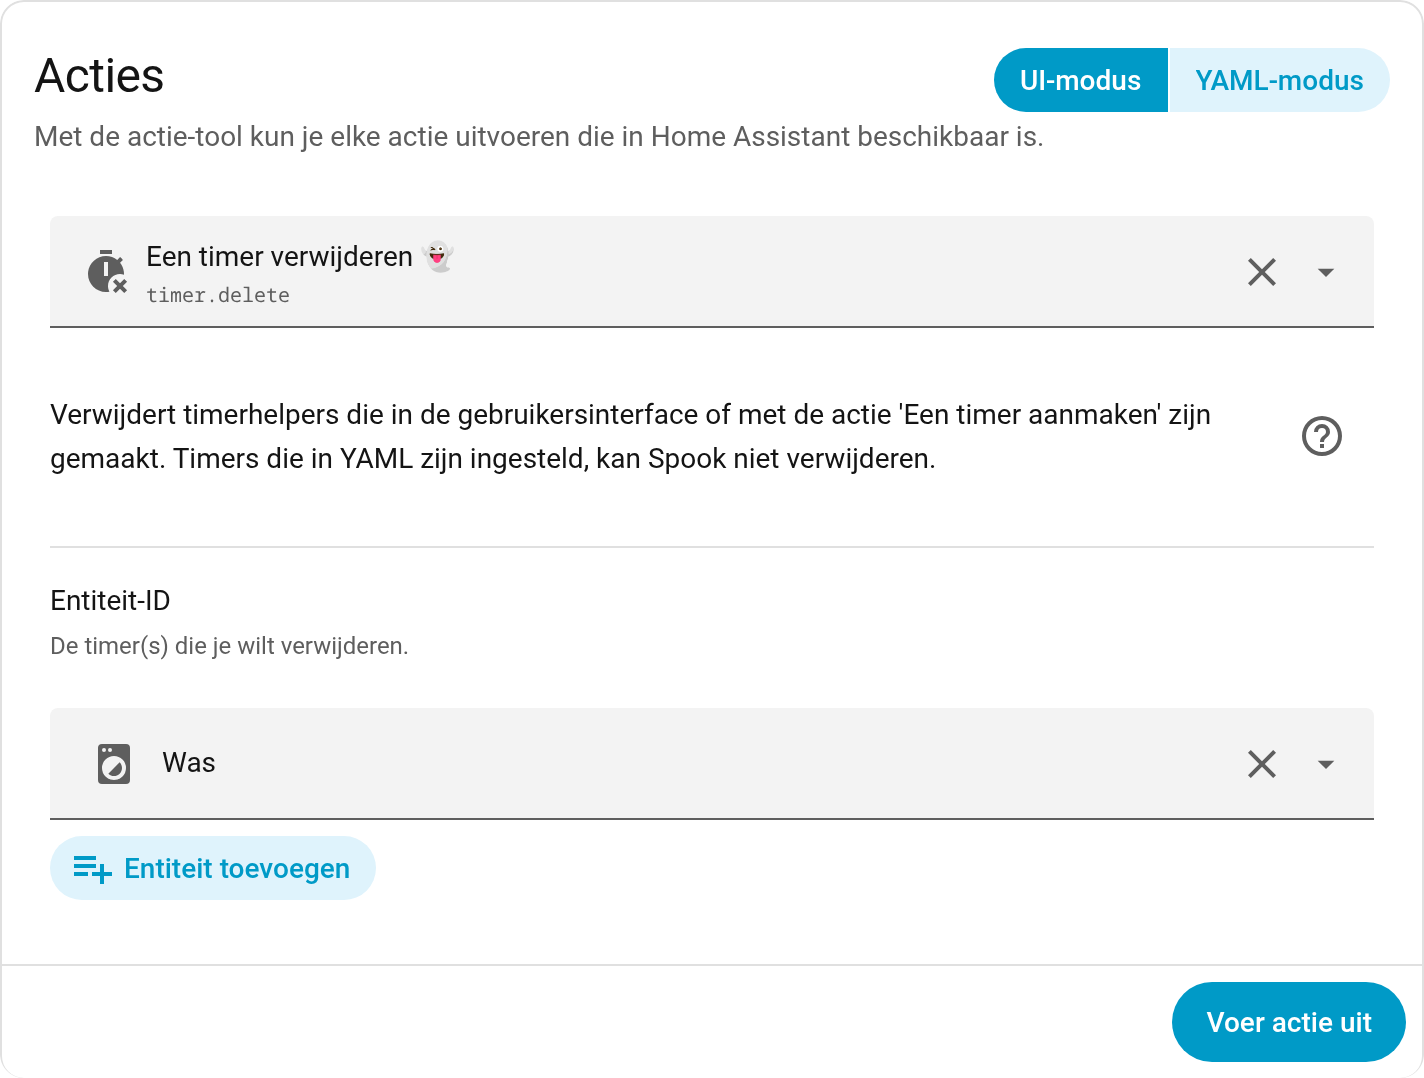 Acties
UI-modus
YAML-modus
Met de actie-tool kun je elke actie uitvoeren die in Home Assistant beschikbaar is.
Een timer verwijderen 👻
timer.delete
Verwijdert timerhelpers die in de gebruikersinterface of met de actie 'Een timer aanmaken' zijn
gemaakt. Timers die in YAML zijn ingesteld, kan Spook niet verwijderen.
Entiteit-ID
De timer(s) die je wilt verwijderen.
Was
Entiteit toevoegen
Voer actie uit